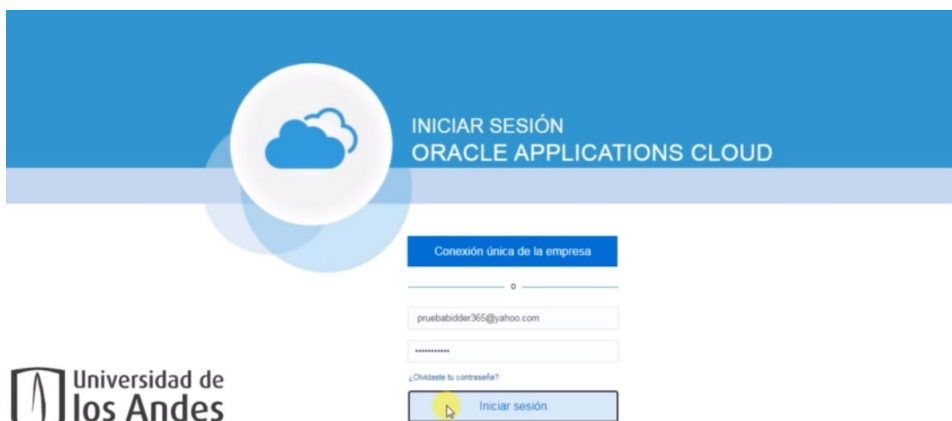 INICIAR SESIÓN
ORACLE APPLICATIONS CLOUD
Conexión única de la empresa
o
pruebabidder365@yahoo.com
¿Olvidaste tu contraseña?
Iniciar sesión
Universidad de
los Andes